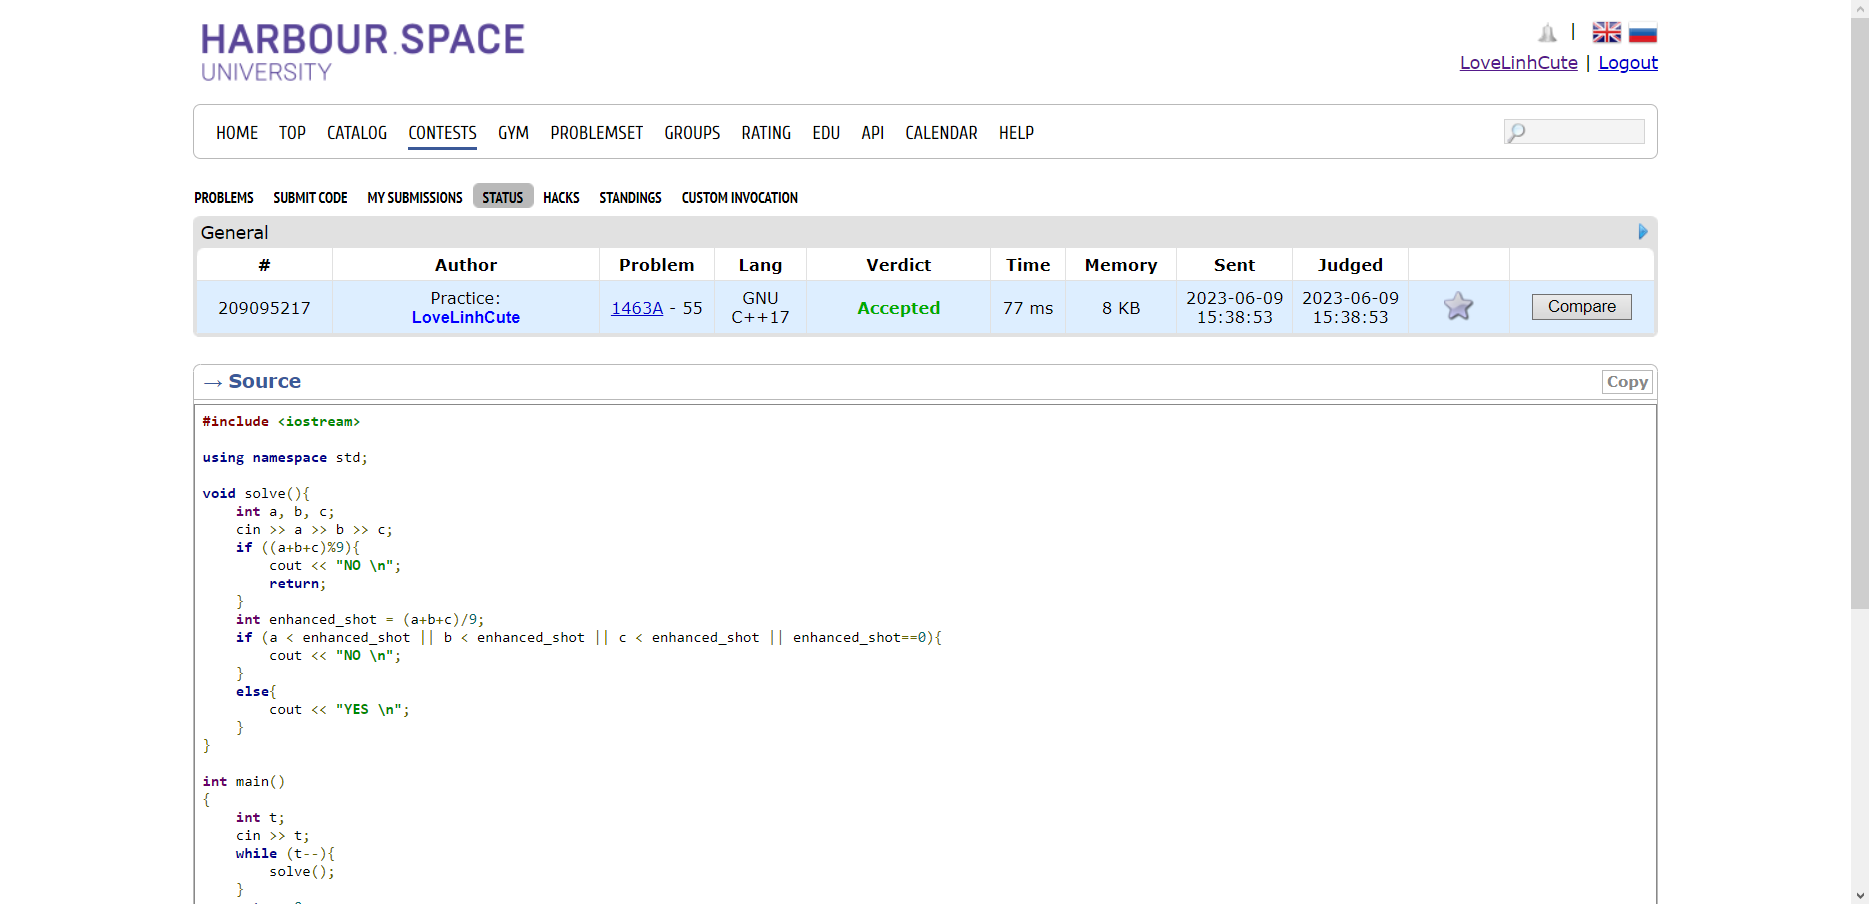 HARBOUR.SPACE
UNIVERSITY
|
LoveLinhCute | Logout
HOME TOP CATALOG CONTESTS GYM PROBLEMSET GROUPS RATING EDU API CALENDAR HELP
PROBLEMS SUBMIT CODE MY SUBMISSIONS STATUS HACKS STANDINGS CUSTOM INVOCATION
General
# Author Problem Lang Verdict Time Memory Sent Judged
209095217 Practice: LoveLinhCute 1463A - 55 GNU C++17 Accepted 77 ms 8 KB 2023-06-09 15:38:53 2023-06-09 15:38:53 Compare
→ Source Copy
#include <iostream>
using namespace std;
void solve(){
    int a, b, c;
    cin >> a >> b >> c;
    if ((a+b+c)%9){
        cout << "NO \n";
        return;
    }
    int enhanced_shot = (a+b+c)/9;
    if (a < enhanced_shot || b < enhanced_shot || c < enhanced_shot || enhanced_shot==0){
        cout << "NO \n";
    }
    else{
        cout << "YES \n";
    }
}
int main()
{
    int t;
    cin >> t;
    while (t--){
        solve();
    }